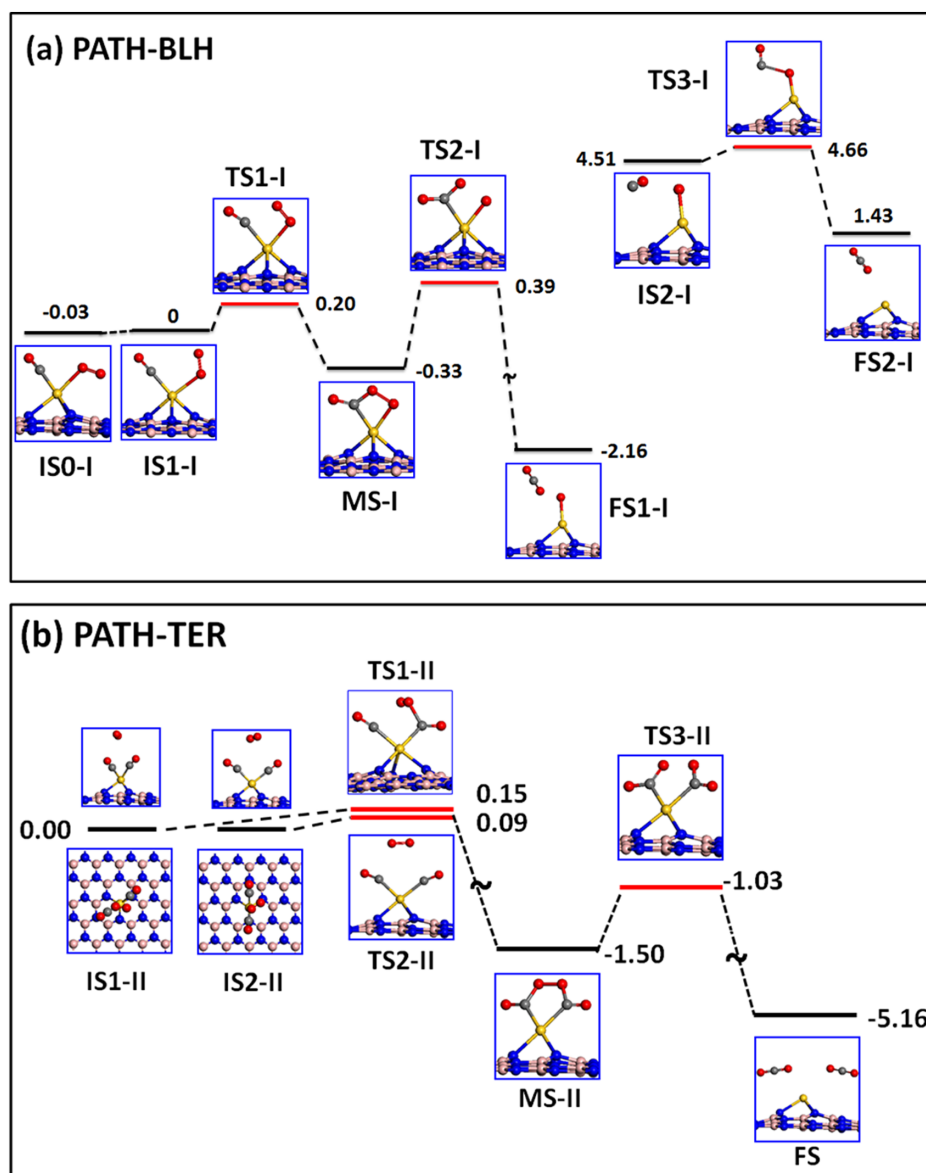 (a) PATH-BLH
TS3-I
4.51
4.66
TS2-I
TS1-I
1.43
IS2-I
0.20
0.39
-0.03
0
FS2-I
-0.33
IS0-I
IS1-I
-2.16
MS-I
FS1-I
(b) PATH-TER
TS1-II
TS3-II
0.15
0.00
0.09
-1.03
IS1-II
IS2-II
TS2-II
-1.50
-5.16
MS-II
FS